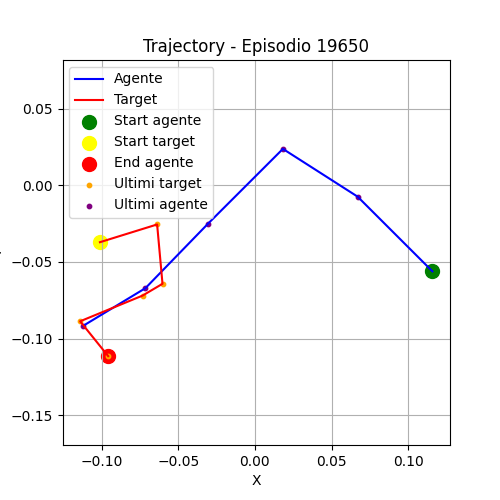 Trajectory - Episodio 19650
Agente
Target
Start agente
Start target
End agente
Ultimi target
Ultimi agente
0.05
0.00
−0.05
−0.10
−0.15
−0.10
−0.05
0.00
0.05
0.10
X